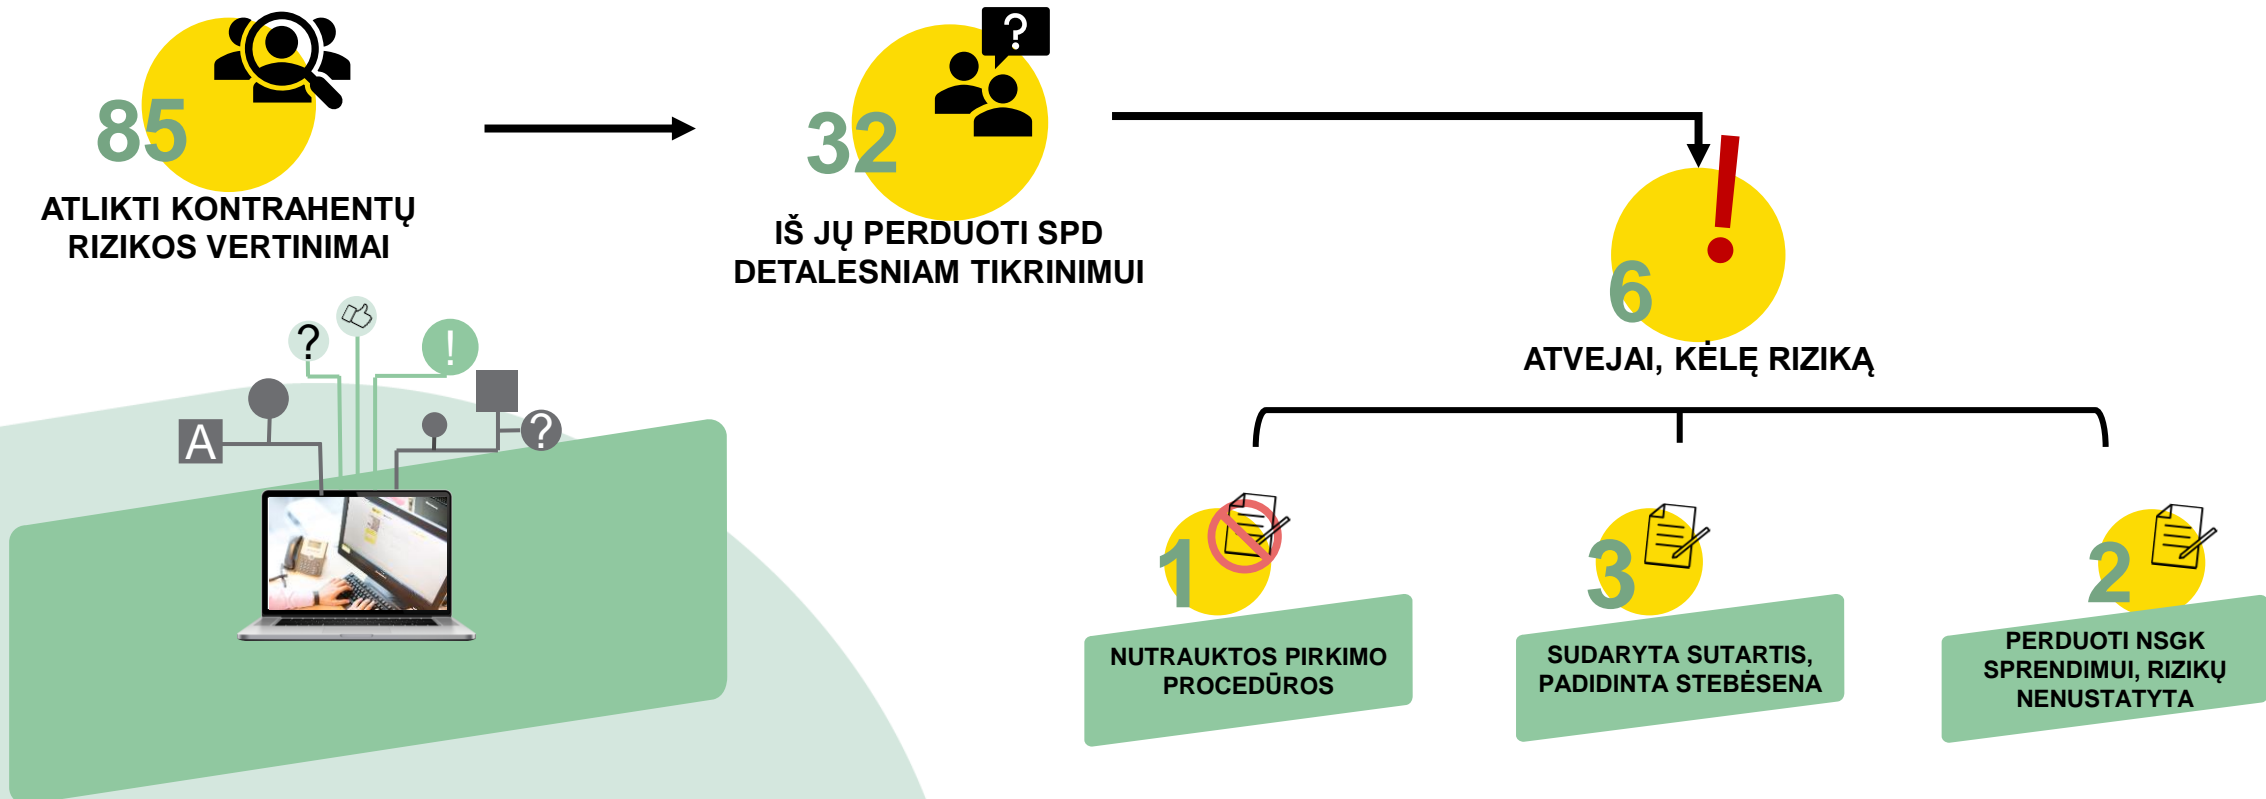 85
ATLIKTI KONTRAHENTŲ
RIZIKOS VERTINIMAI
?
32
IŠ JŲ PERDUOTI SPD
DETALESNIAM TIKRINIMUI
!
6
ATVEJAI, KĖLĘ RIZIKĄ
?
!
A
?
1
NUTRAUKTOS PIRKIMO
PROCEDŪROS
3
SUDARYTA SUTARTIS,
PADIDINTA STEBĖSENA
2
PERDUOTI NSGK
SPRENDIMUI, RIZIKŲ
NENUSTATYTA